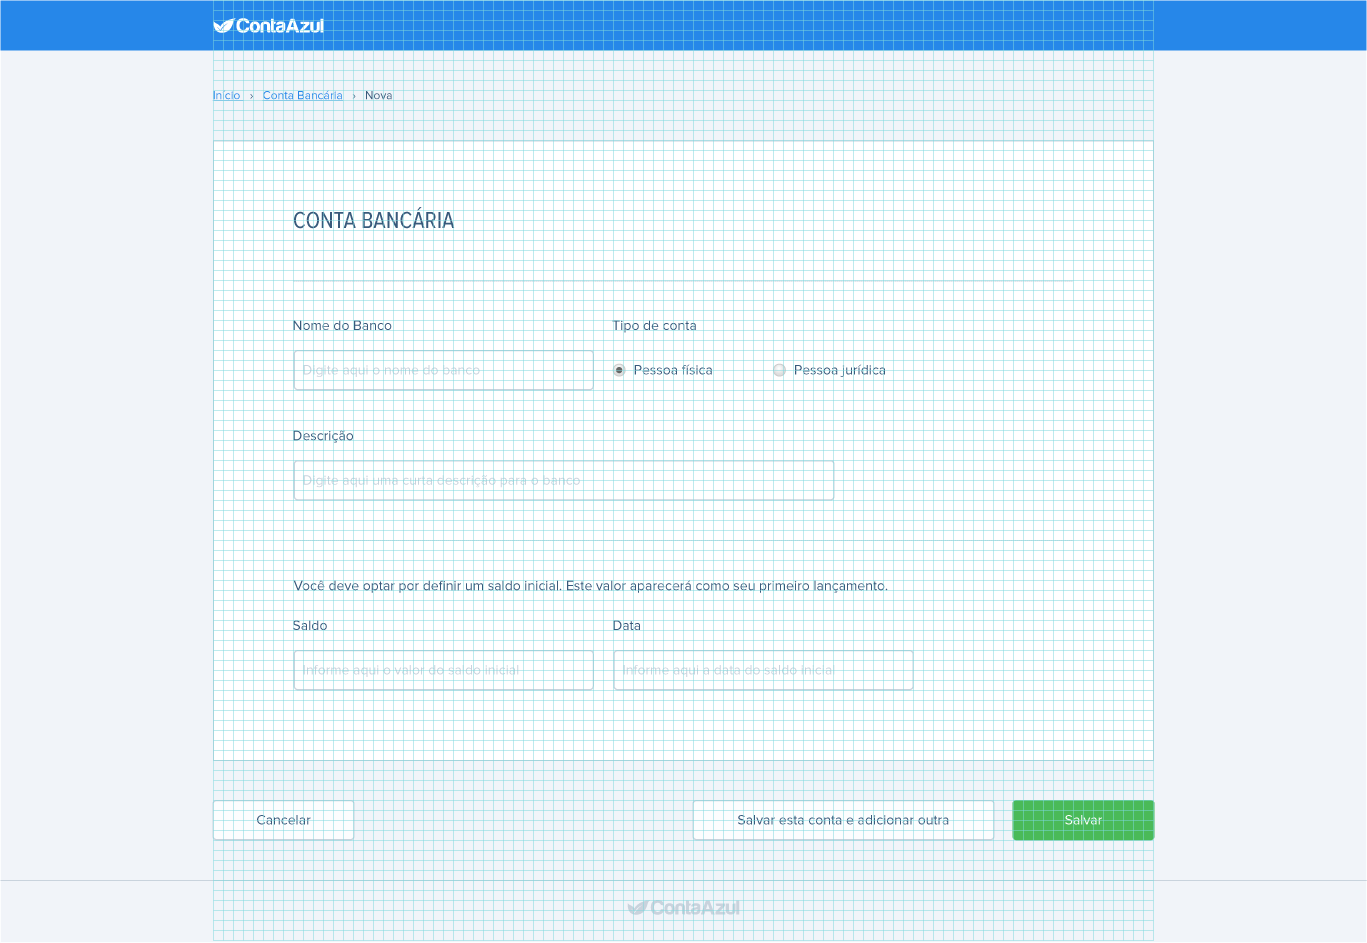 ContaAzul
Início › Conta Bancária › Nova
CONTA BANCÁRIA
Nome do Banco
Tipo de conta
Digite aqui o nome do banco
Pessoa física
Pessoa jurídica
Descrição
Digite aqui uma curta descrição para o banco
Você deve optar por definir um saldo inicial. Este valor aparecerá como seu primeiro lançamento.
Saldo
Data
Informe aqui o valor do saldo inicial
Informe aqui a data do saldo inicial
Cancelar
Salvar esta conta e adicionar outra
Salvar
ContaAzul